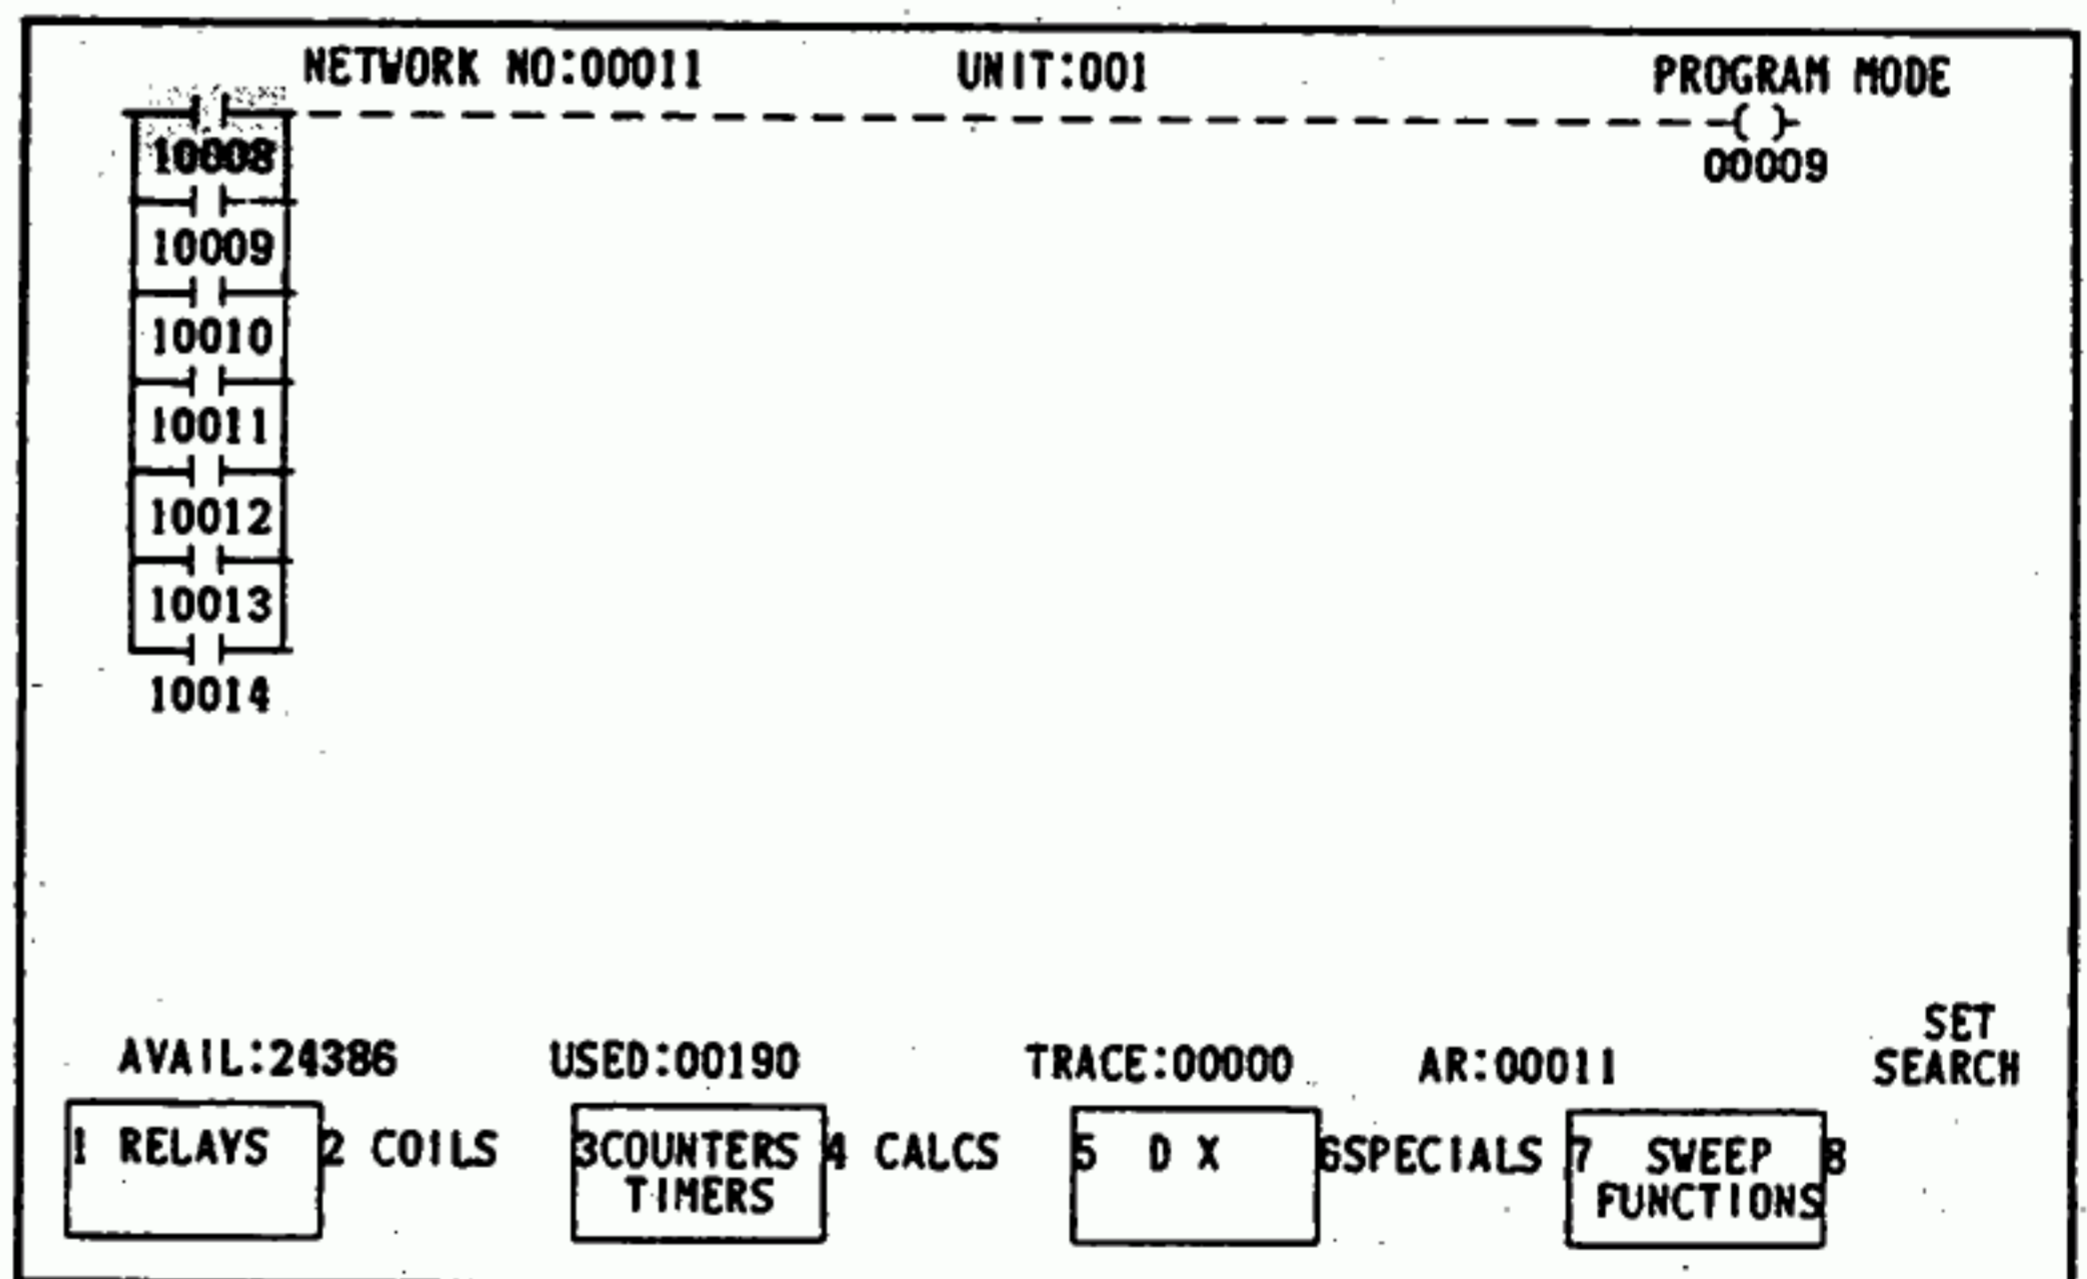 NETWORK NO:00011 UNIT:001 PROGRAM MODE
10008 00009
10009
10010
10011
10012
10013
10014
SET
AVAIL:24386 USED:00190 TRACE:00000 AR:00011 SEARCH
1 RELAYS 2 COILS 3COUNTERS 4 CALCS 5 D X 6SPECIALS 7 SWEEP 8
TIMERS FUNCTIONS